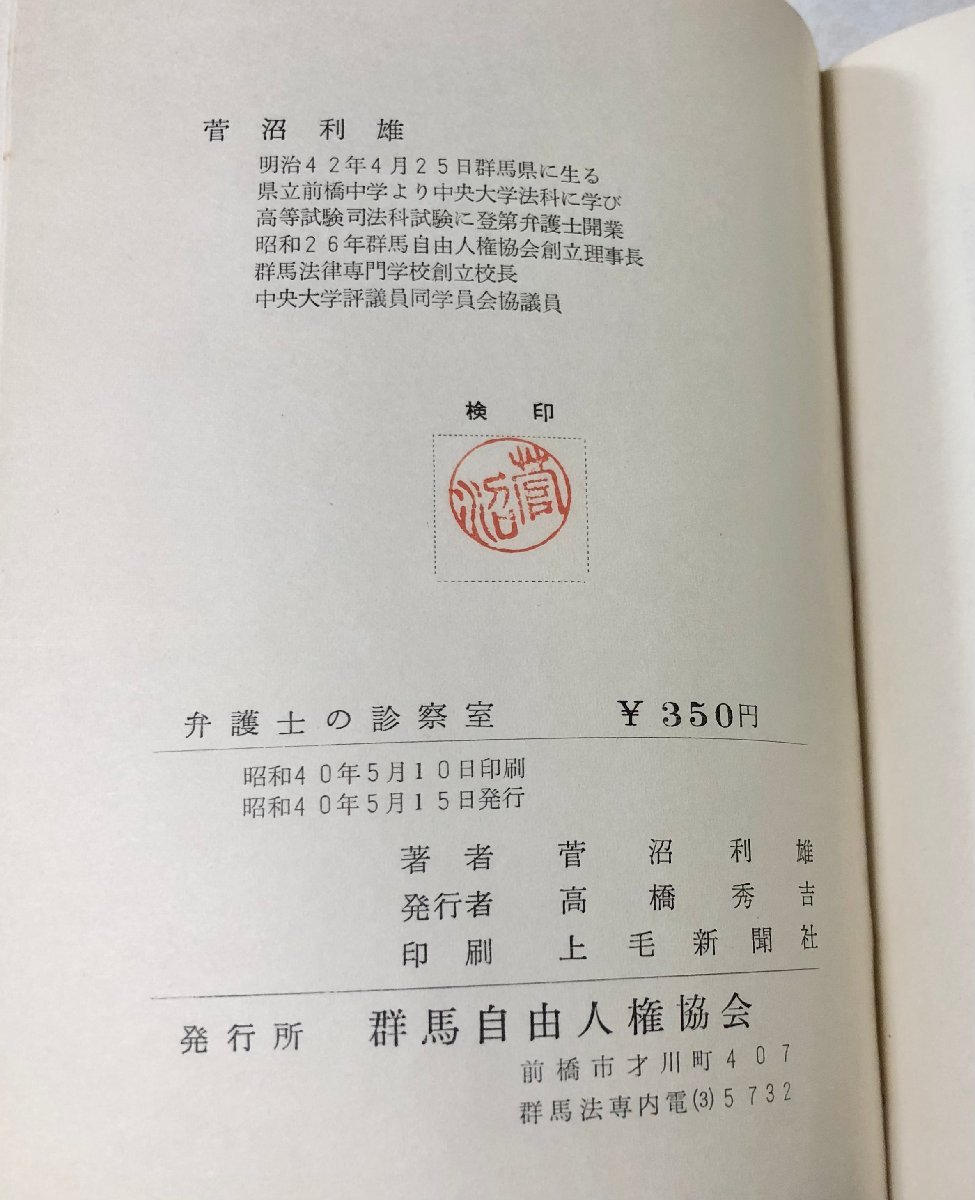 菅沼利雄
明治42年4月25日群馬県に生る
県立前橋中学より中央大学法科に学び
高等試験司法科試験に登第弁護士開業
昭和26年群馬自由人権協会創立理事長
群馬法律専門学校創立校長
中央大学評議員同学員会協議員
検印
菅沼
弁護士の診察室 ¥350円
昭和40年5月10日印刷
昭和40年5月15日発行
著者 菅沼利雄
発行者 高橋秀吉
印刷 上毛新聞社
発行所 群馬自由人権協会
前橋市才川町407
群馬法専内電(3)5732